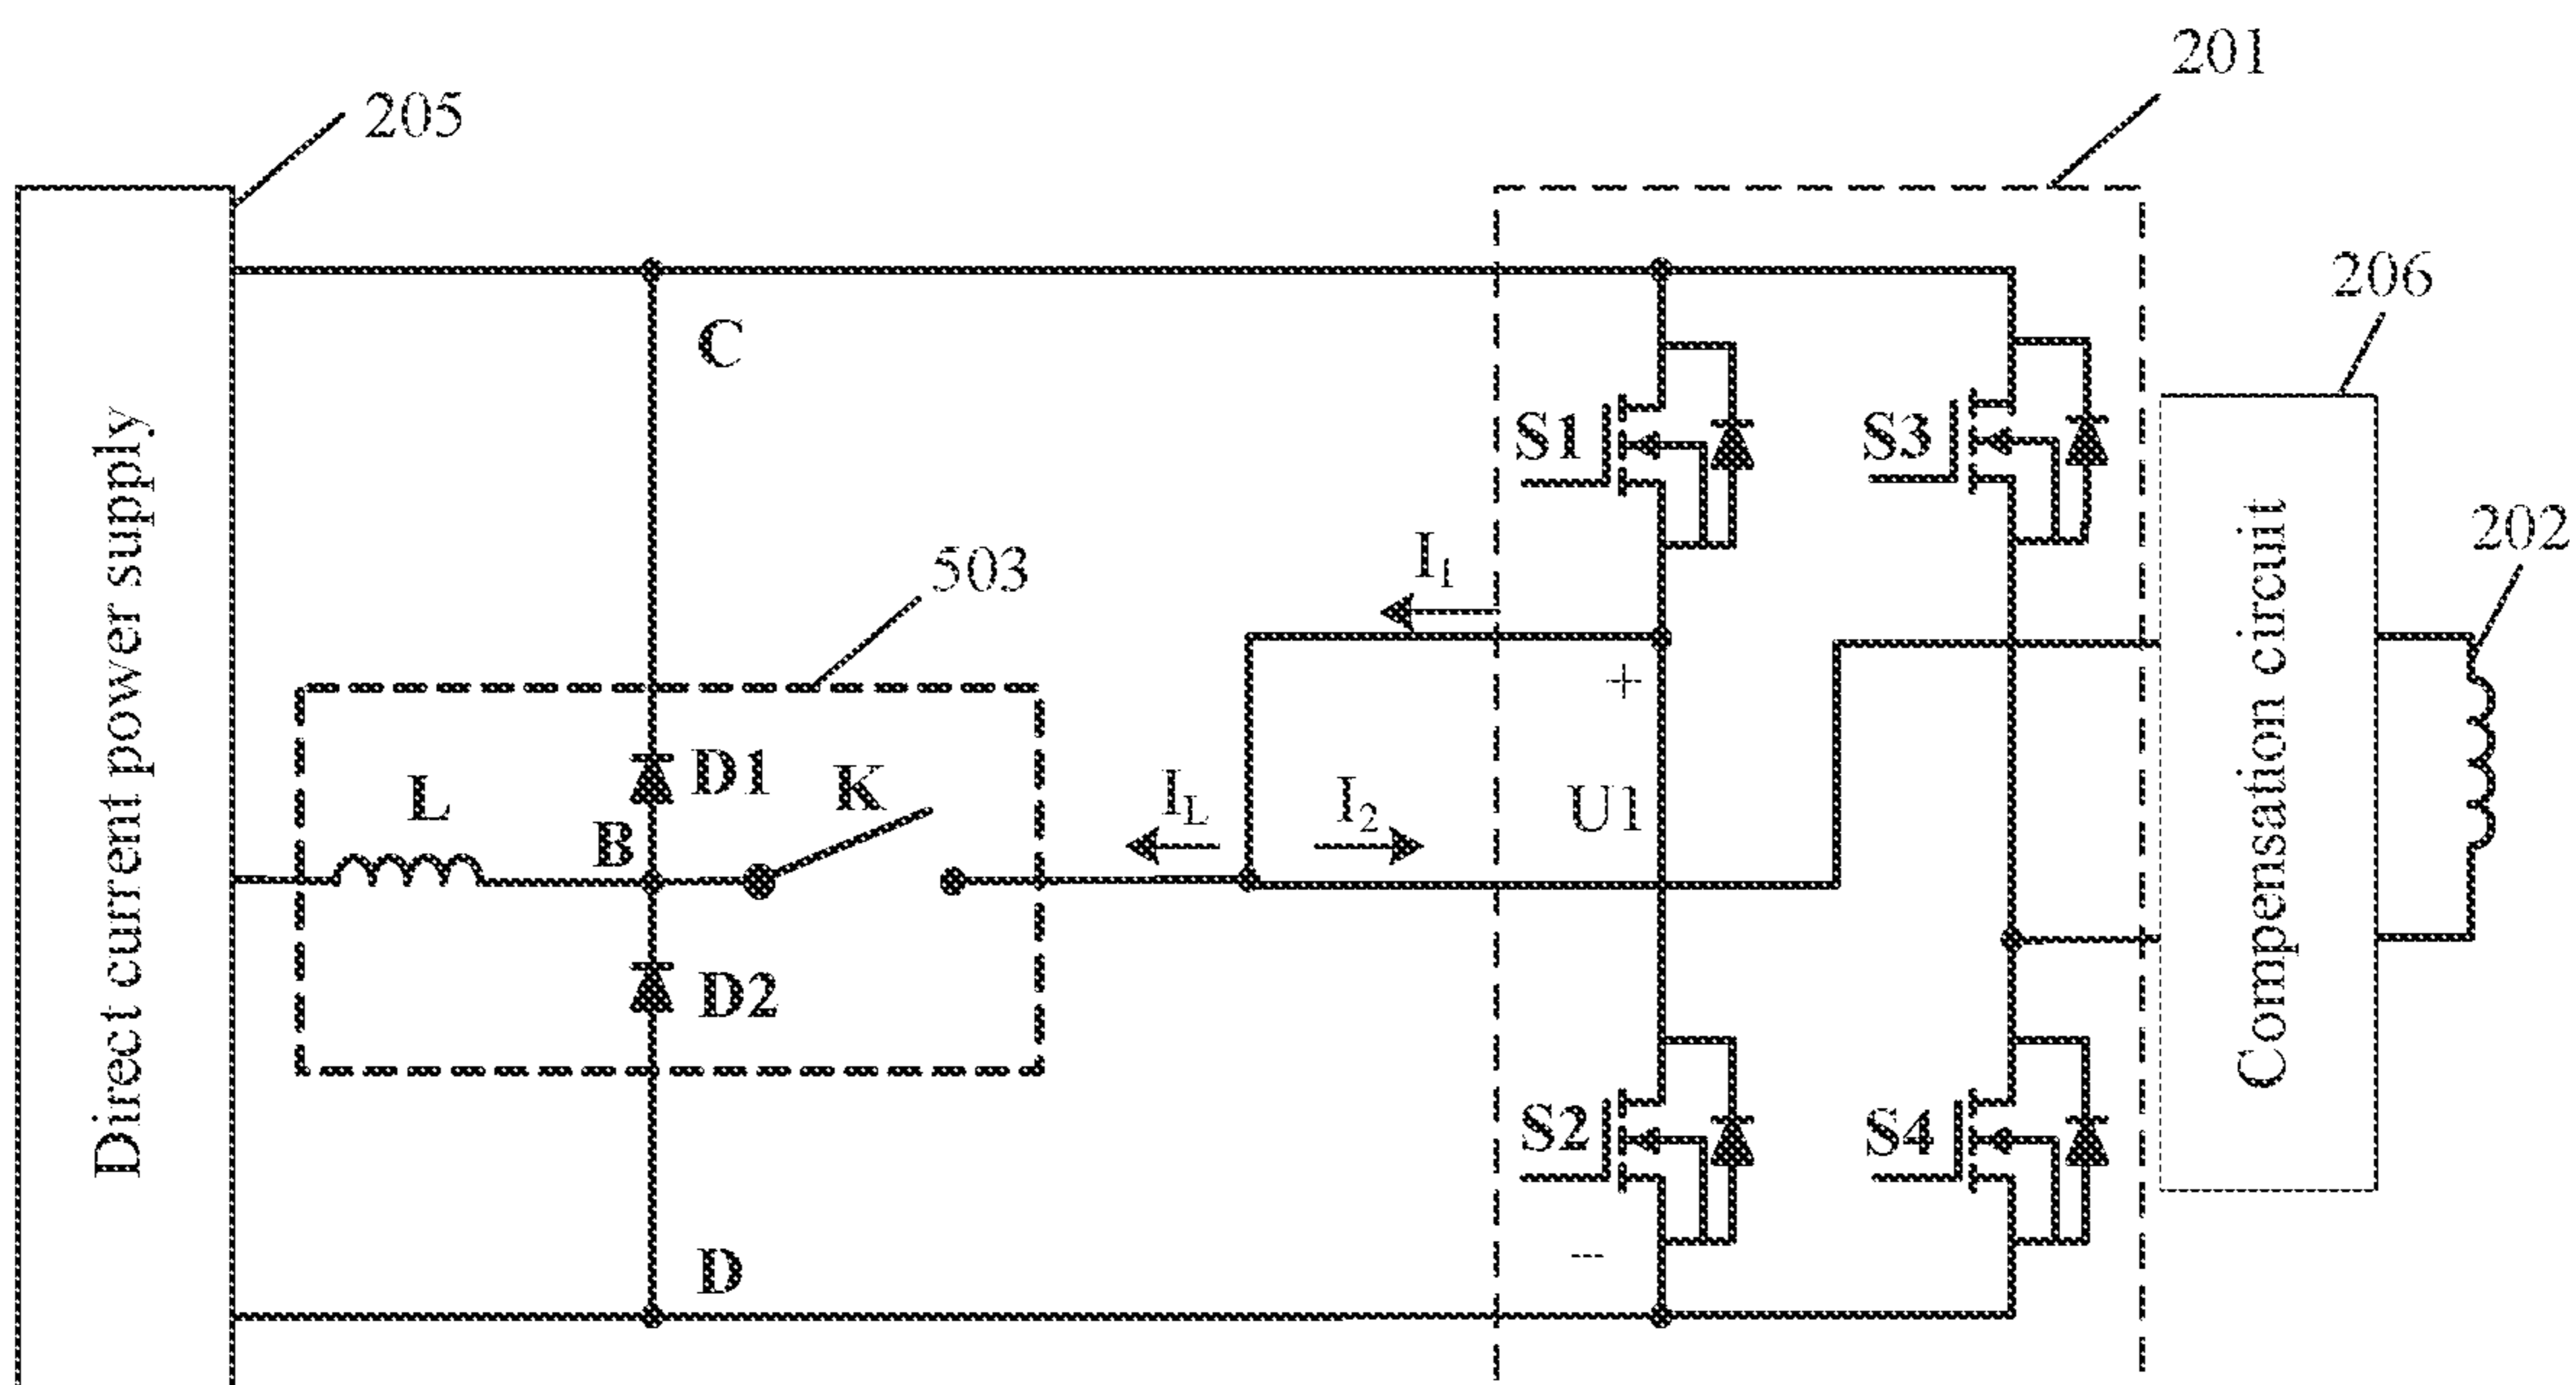 201
205
206
C
S1
S3
202
I1
503
Direct current power supply
Compensation circuit
+
D1
L
K
IL
I2
U1
B
D2
S2
S4
D
-